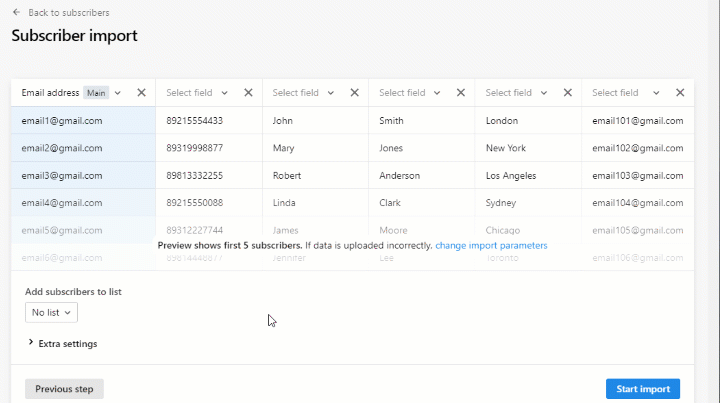 Back to subscribers
Subscriber import
Email address Main Select field Select field Select field Select field Select field
email1@gmail.com 89215554433 John Smith London email101@gmail.com
email2@gmail.com 89319998877 Mary Jones New York email102@gmail.com
email3@gmail.com 89813332255 Robert Anderson Los Angeles email103@gmail.com
email4@gmail.com 89215550088 Linda Clark Sydney email104@gmail.com
email5@gmail.com 89312227744 James Moore Chicago email105@gmail.com
Preview shows first 5 subscribers. If data is uploaded incorrectly, change import parameters
email6@gmail.com 89814448877 Jennifer Lee Toronto email106@gmail.com
Add subscribers to list
No list
Extra settings
Previous step Start import